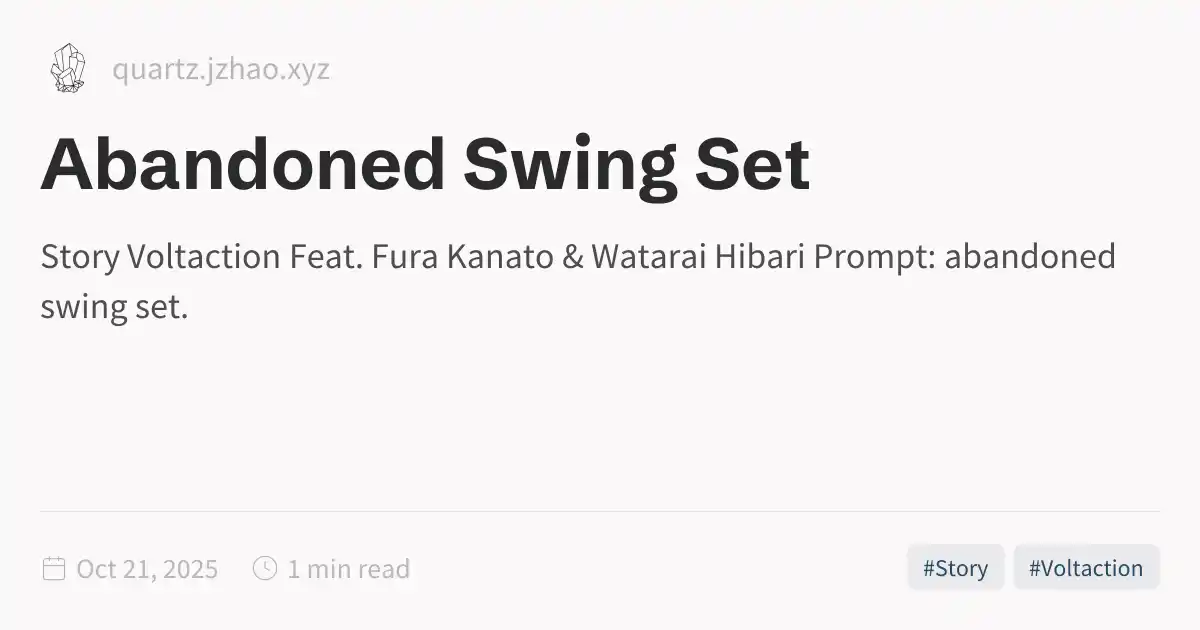 quartz.jzhao.xyz
Abandoned Swing Set
Story Voltaction Feat. Fura Kanato & Watarai Hibari Prompt: abandoned
swing set.
Oct 21, 2025
1 min read
#Story
#Voltaction